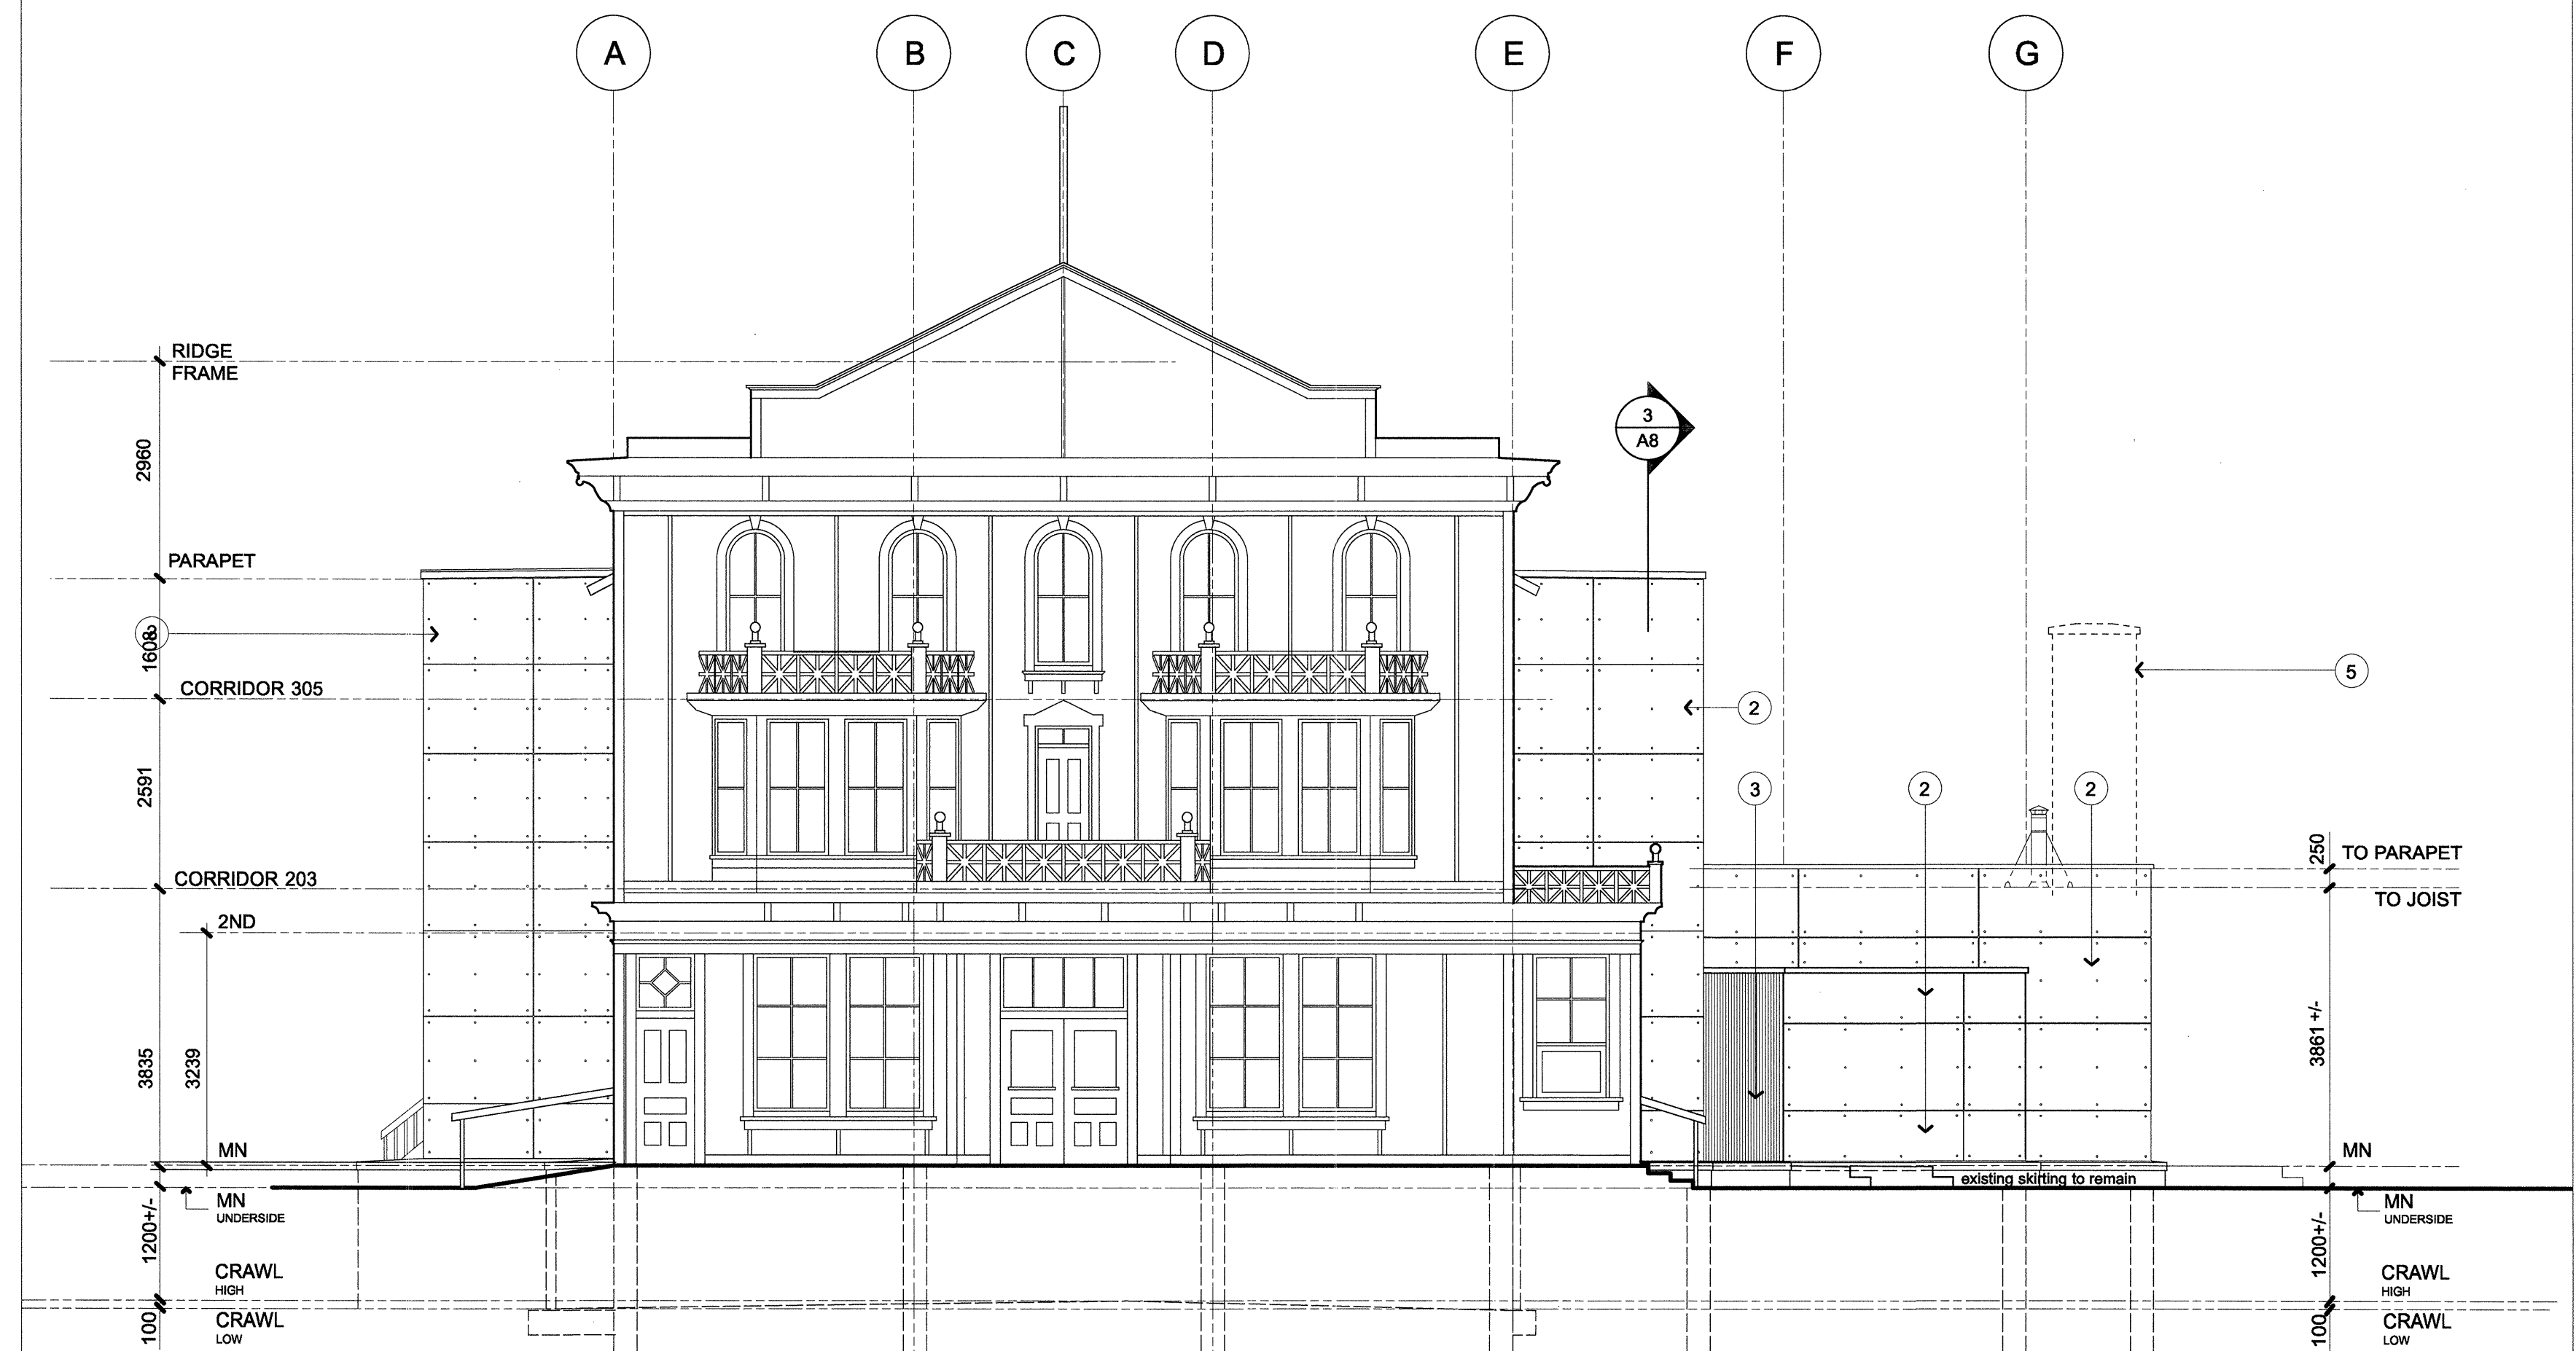 A B C D E F G
RIDGE
FRAME
2960
3
A8
PARAPET
1608
CORRIDOR 305
5
2
2591
3 2 2
250
TO PARAPET
CORRIDOR 203
TO JOIST
2ND
3835
3239
3861 +/-
MN
MN
existing skirting to remain
MN
UNDERSIDE
MN
UNDERSIDE
1200+/-
1200+/-
CRAWL
HIGH
CRAWL
HIGH
100
CRAWL
LOW
100
CRAWL
LOW